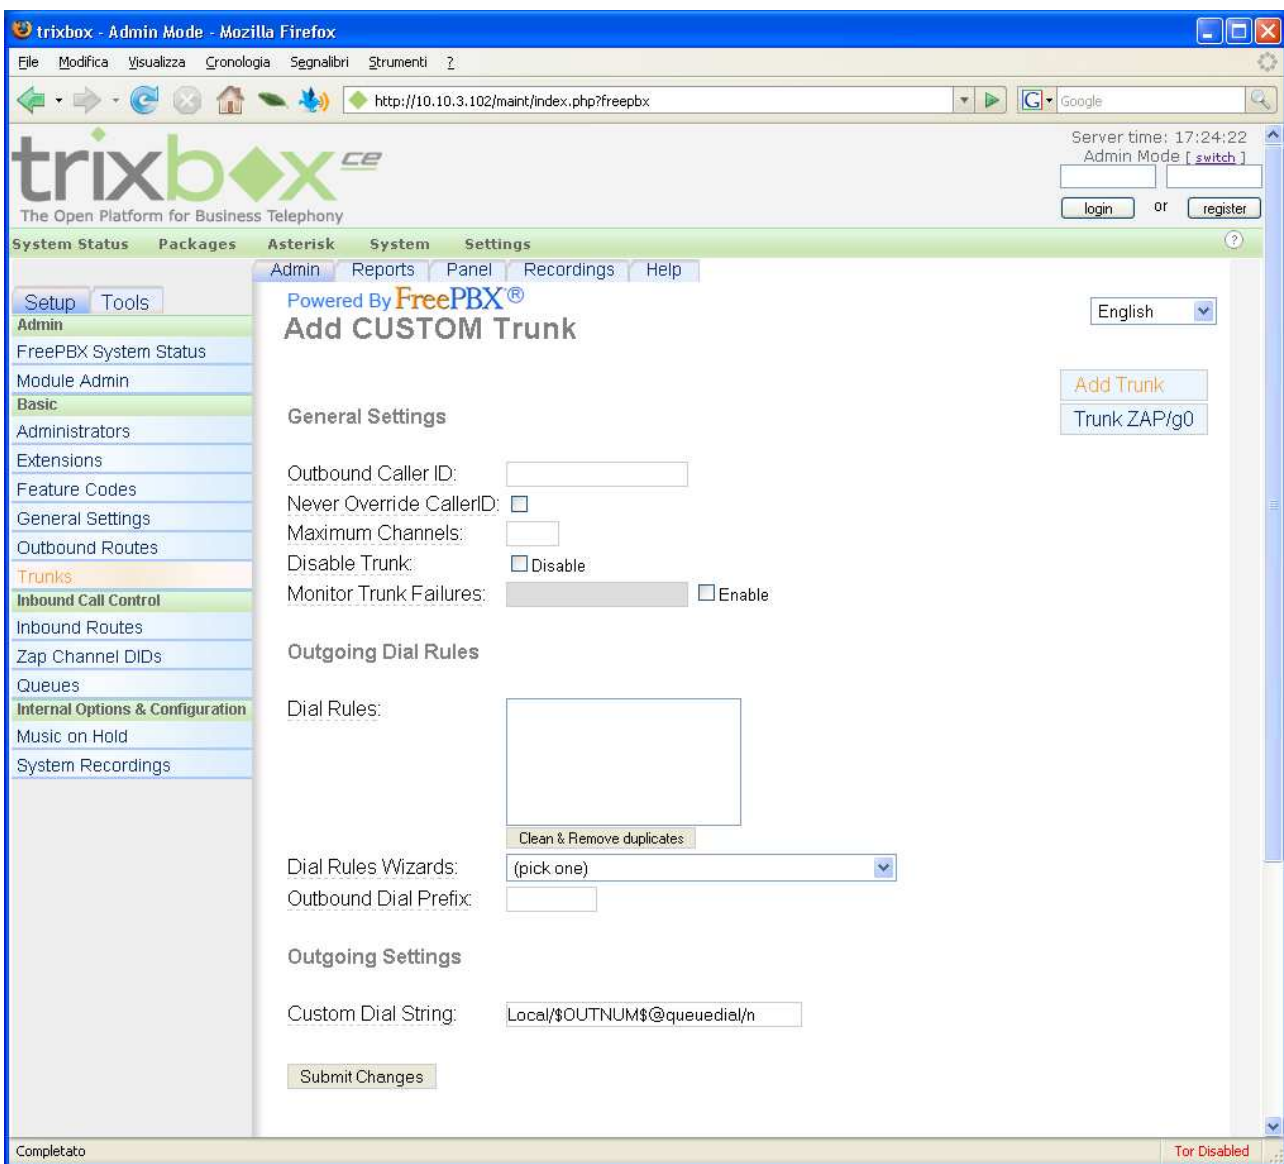 trixbox - Admin Mode - Mozilla Firefox
File Modifica Visualizza Cronologia Segnalibri Strumenti ?
http://10.10.3.102/maint/index.php?freepbx
G Google
trixbox ce
The Open Platform for Business Telephony
Server time: 17:24:22
Admin Mode [ switch ]
login or register
System Status Packages Asterisk System Settings ?
Admin Reports Panel Recordings Help
Setup Tools
Admin
FreePBX System Status
Module Admin
Basic
Administrators
Extensions
Feature Codes
General Settings
Outbound Routes
Trunks
Inbound Call Control
Inbound Routes
Zap Channel DIDs
Queues
Internal Options & Configuration
Music on Hold
System Recordings
Powered By FreePBX®
English
Add CUSTOM Trunk
Add Trunk
Trunk ZAP/g0
General Settings
Outbound Caller ID:
Never Override CallerID:
Maximum Channels:
Disable Trunk: Disable
Monitor Trunk Failures: Enable
Outgoing Dial Rules
Dial Rules:
Clean & Remove duplicates
Dial Rules Wizards: (pick one)
Outbound Dial Prefix:
Outgoing Settings
Custom Dial String: Local/$OUTNUM$@queuedial/n
Submit Changes
Completato
Tor Disabled